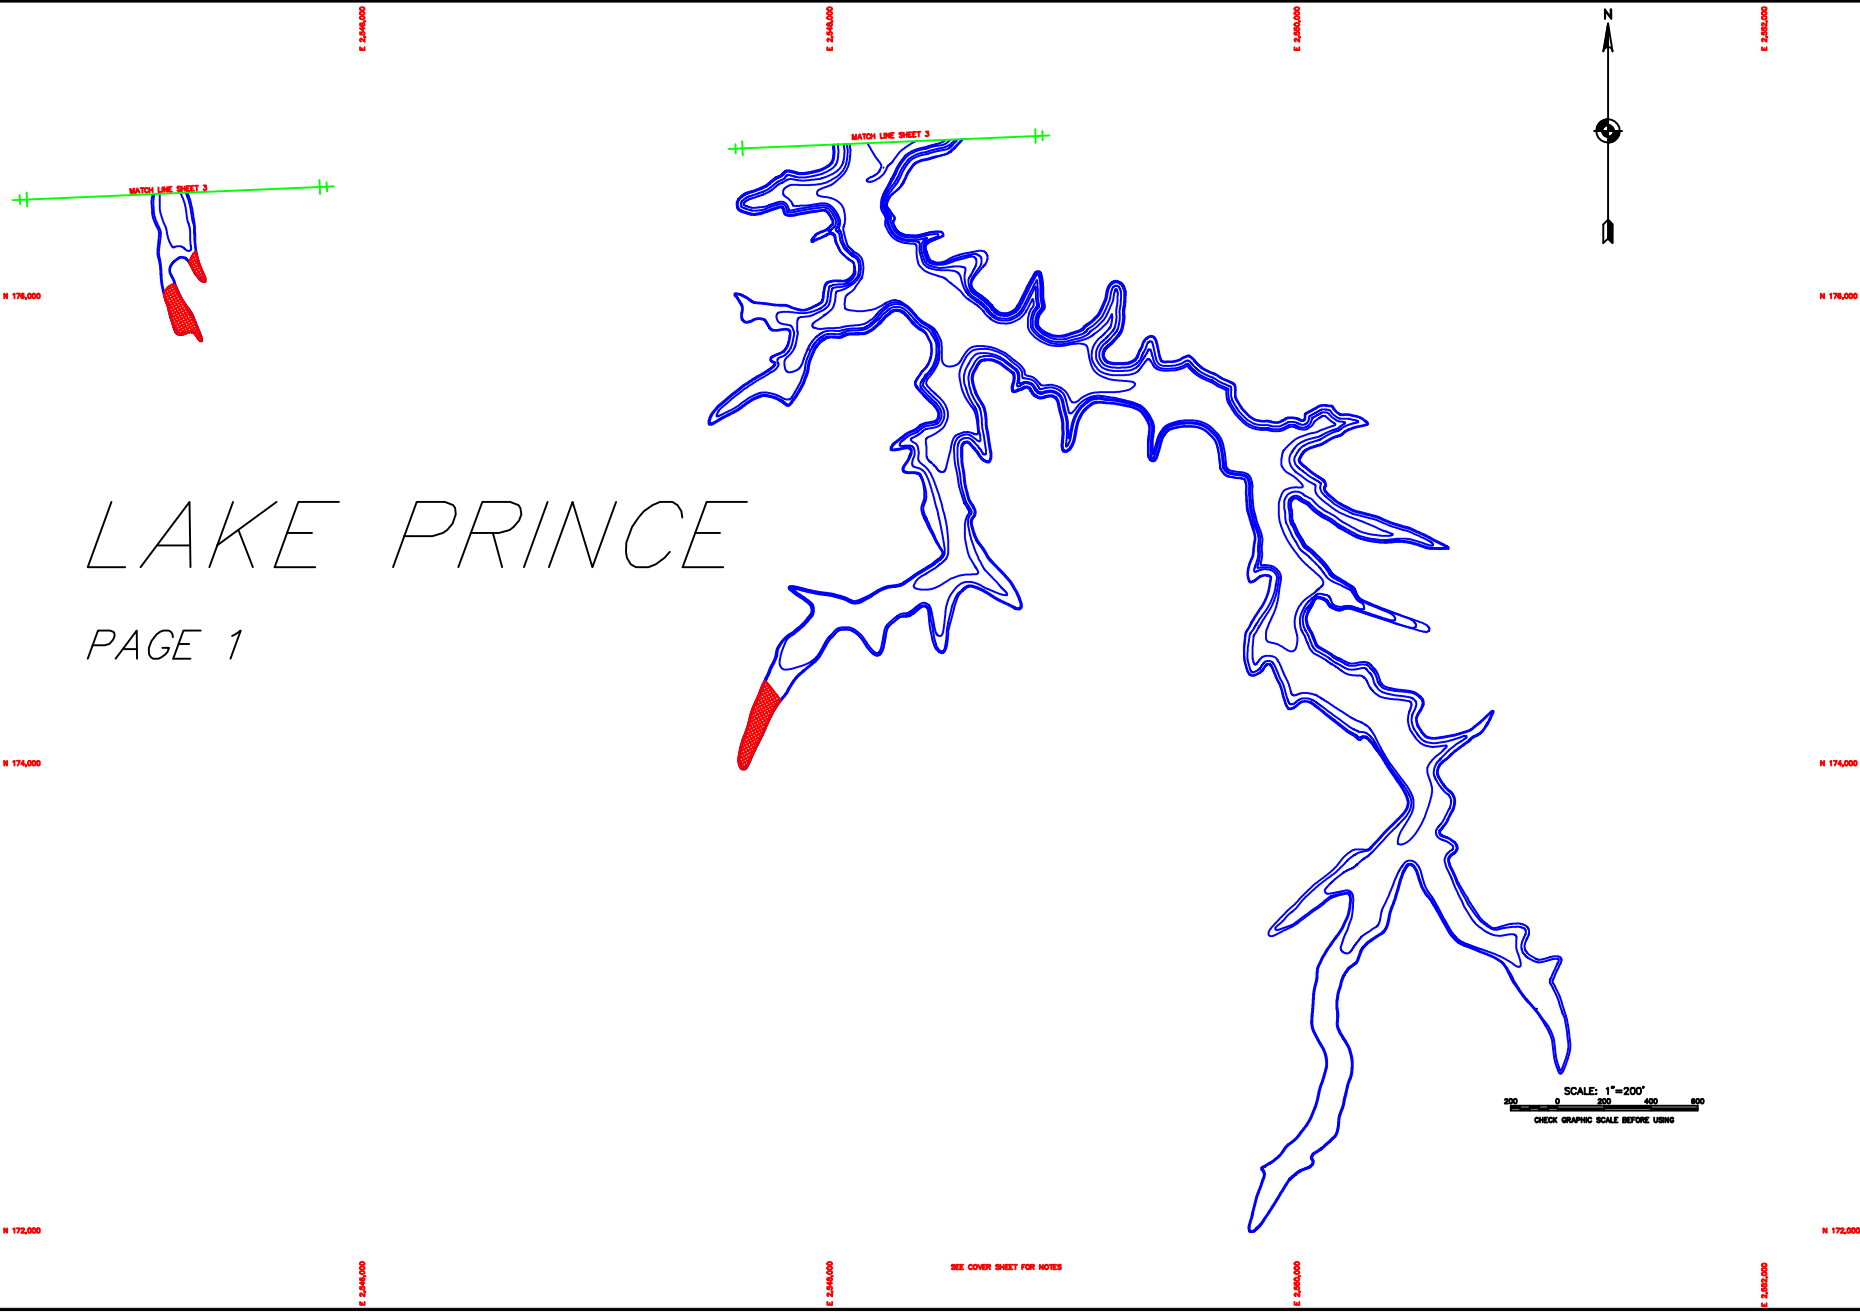 E 2,546,000
E 2,548,000
E 2,550,000
E 2,552,000
N
MATCH LINE SHEET 3
MATCH LINE SHEET 3
N 176,000
N 176,000
LAKE PRINCE
PAGE 1
N 174,000
N 174,000
SCALE: 1"=200'
200 0 200 400 600
CHECK GRAPHIC SCALE BEFORE USING
N 172,000
N 172,000
SEE COVER SHEET FOR NOTES
E 2,546,000
E 2,548,000
E 2,550,000
E 2,552,000